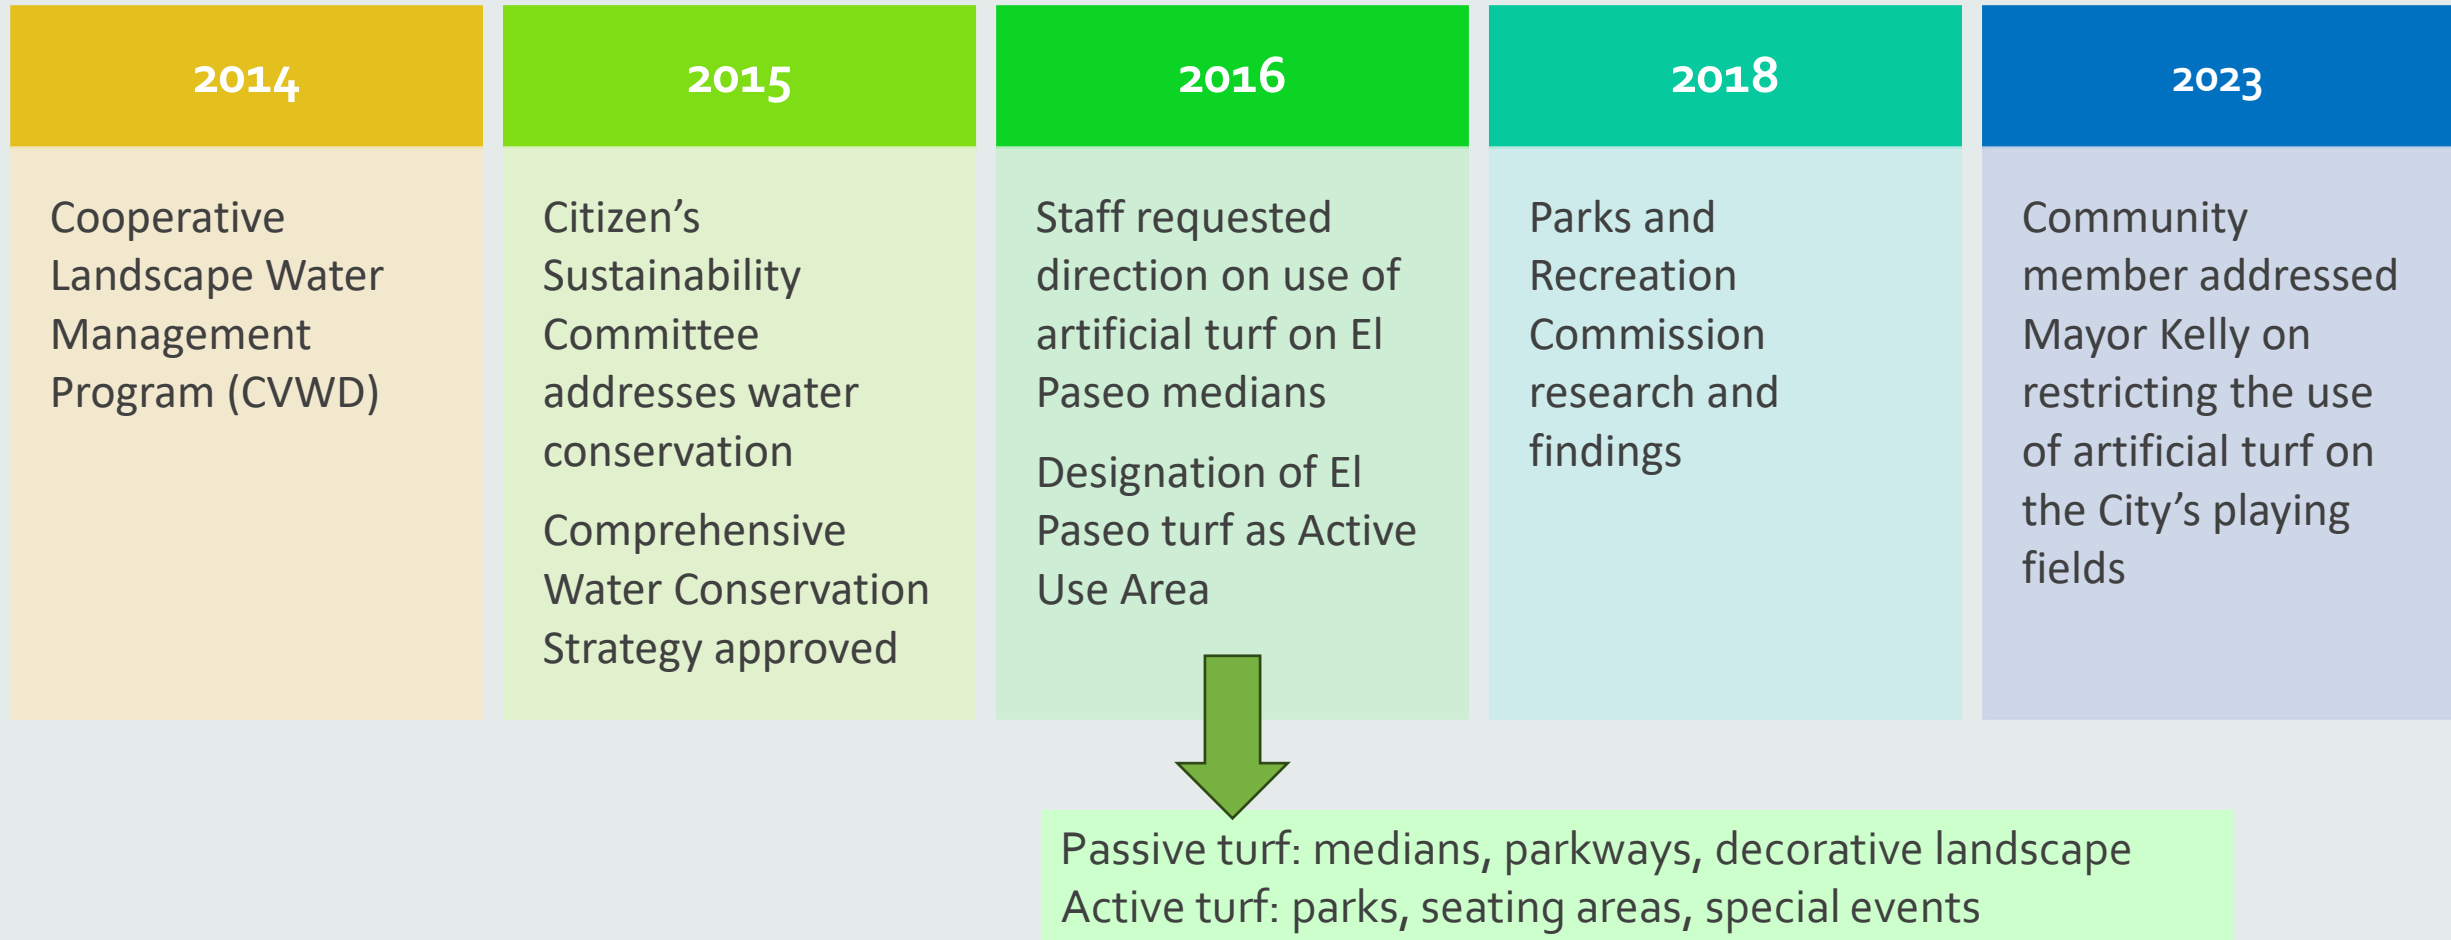 2014
Cooperative
Landscape Water
Management
Program (CVWD)
2015
Citizen’s
Sustainability
Committee
addresses water
conservation
Comprehensive
Water Conservation
Strategy approved
2016
Staff requested
direction on use of
artificial turf on El
Paseo medians
Designation of El
Paseo turf as Active
Use Area
2018
Parks and
Recreation
Commission
research and
findings
2023
Community
member addressed
Mayor Kelly on
restricting the use
of artificial turf on
the City’s playing
fields
Passive turf: medians, parkways, decorative landscape
Active turf: parks, seating areas, special events